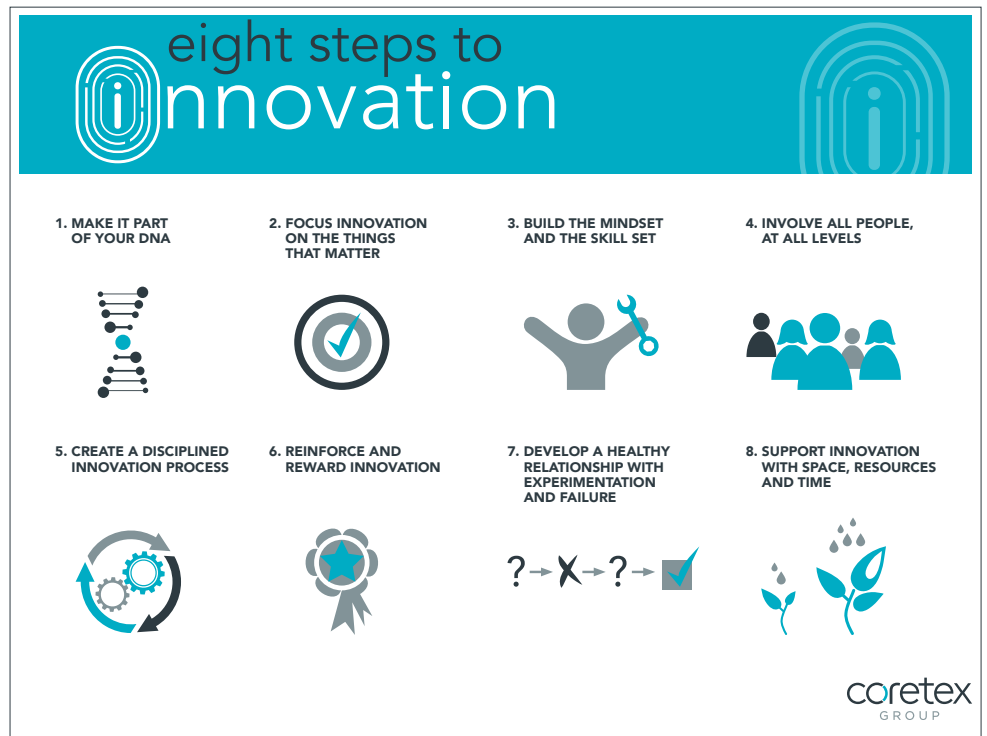 eight steps to
innovation
1. MAKE IT PART
OF YOUR DNA
2. FOCUS INNOVATION
ON THE THINGS
THAT MATTER
3. BUILD THE MINDSET
AND THE SKILL SET
4. INVOLVE ALL PEOPLE,
AT ALL LEVELS
5. CREATE A DISCIPLINED
INNOVATION PROCESS
6. REINFORCE AND
REWARD INNOVATION
7. DEVELOP A HEALTHY
RELATIONSHIP WITH
EXPERIMENTATION
AND FAILURE
? ?
8. SUPPORT INNOVATION
WITH SPACE, RESOURCES
AND TIME
coretex
GROUP